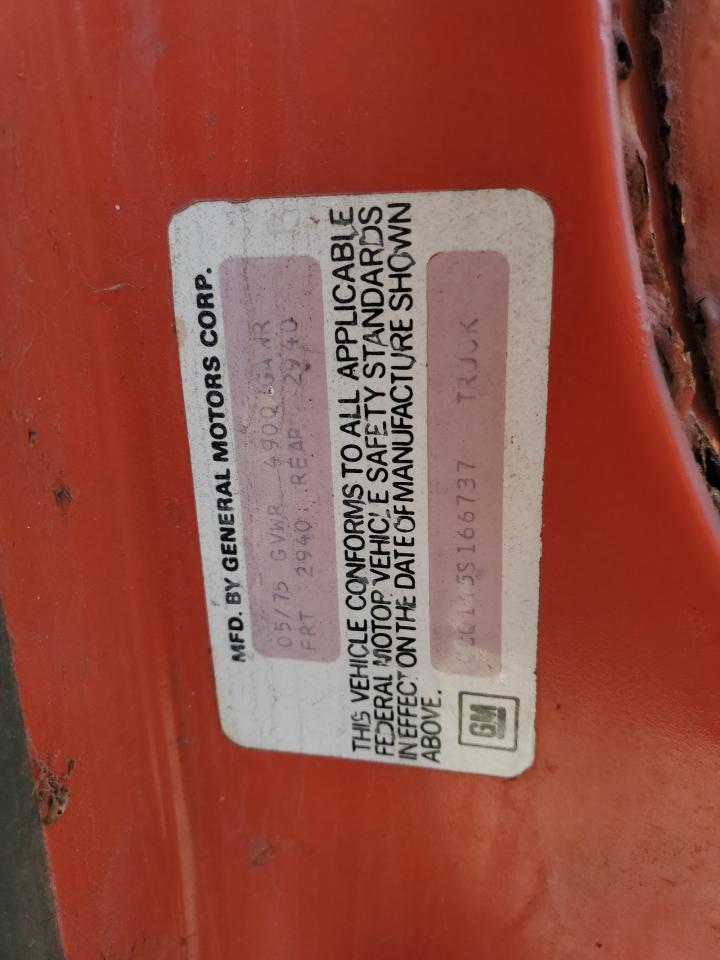 MFD. BY GENERAL MOTORS CORP.
05/75 GVWR 4900 GAWR
FRT 2940 REAR 2940
THIS VEHICLE CONFORMS TO ALL APPLICABLE
FEDERAL MOTOR VEHICLE SAFETY STANDARDS
IN EFFECT ON THE DATE OF MANUFACTURE SHOWN
ABOVE.
TRUCK
GM